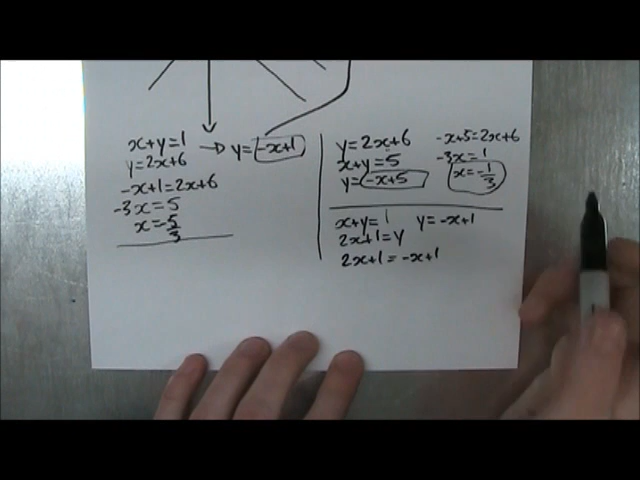 x+y=1
y=2x+6
→ y=-x+1
-x+1=2x+6
-3x=5
x=-5/3
y=2x+6
x+y=5
y=-x+5
-x+5=2x+6
-3x=1
x=-1/3
x+y=1 y=-x+1
2x+1=y
2x+1=-x+1